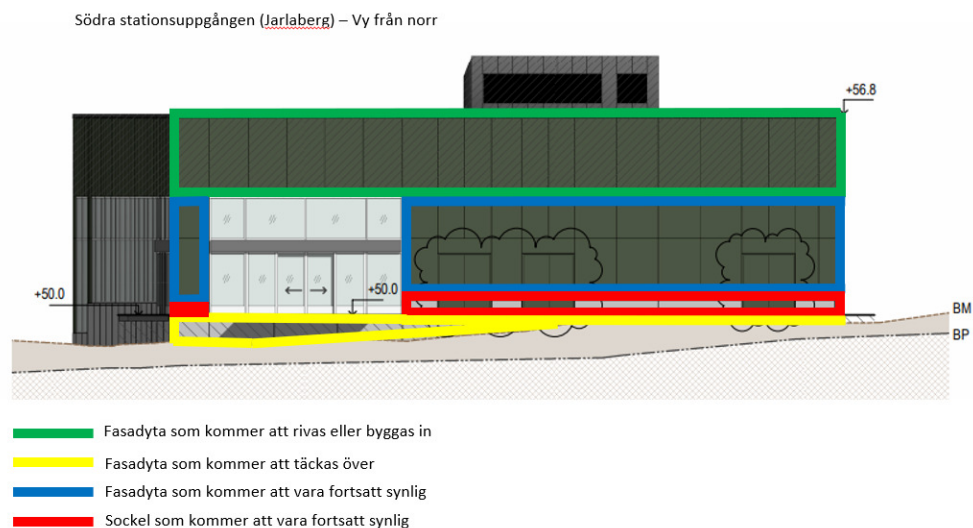 Södra stationsuppgången (Jarlaberg) – Vy från norr
+56.8
+50.0
+50.0
BM
BP
Fasadyta som kommer att rivas eller byggas in
Fasadyta som kommer att täckas över
Fasadyta som kommer att vara fortsatt synlig
Sockel som kommer att vara fortsatt synlig